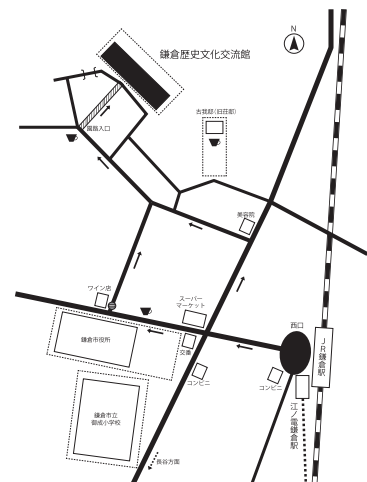 N
鎌倉歴史文化交流館
古我邸(旧荘邸)
園路入口
美容院
ワイン店
スーパー
マーケット
西口
JR鎌倉駅
鎌倉市役所
交番
コンビニ
コンビニ
江ノ電鎌倉駅
鎌倉市立
御成小学校
長谷方面